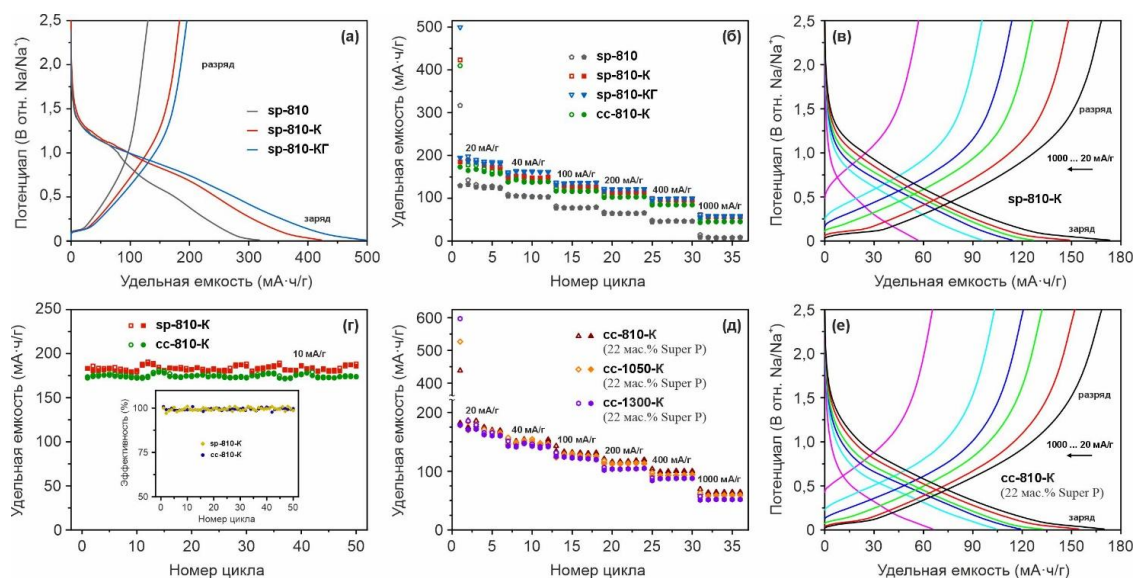 (а)
2,5
2,0
1,5
1,0
0,5
0
Потенциал (В отн. Na/Na⁺)
разряд
sp-810
sp-810-К
sp-810-КГ
заряд
0 100 200 300 400 500
Удельная емкость (мА·ч/г)
(б)
500
400
300
200
100
0
Удельная емкость (мА·ч/г)
sp-810
sp-810-К
sp-810-КГ
cc-810-К
20 мА/г
40 мА/г
100 мА/г
200 мА/г
400 мА/г
1000 мА/г
0 5 10 15 20 25 30 35
Номер цикла
(в)
2,5
2,0
1,5
1,0
0,5
0
Потенциал (В отн. Na/Na⁺)
разряд
1000 ... 20 мА/г
sp-810-К
заряд
0 30 60 90 120 150 180
Удельная емкость (мА·ч/г)
(г)
250
200
150
100
50
0
Удельная емкость (мА·ч/г)
sp-810-К
cc-810-К
10 мА/г
100
75
50
Эффективность (%)
sp-810-К
cc-810-К
0 10 20 30 40 50
Номер цикла
0 10 20 30 40 50
Номер цикла
(д)
600
500
400
200
100
0
Удельная емкость (мА·ч/г)
cc-810-К
(22 мас.% Super P)
cc-1050-К
(22 мас.% Super P)
cc-1300-К
(22 мас.% Super P)
20 мА/г
40 мА/г
100 мА/г
200 мА/г
400 мА/г
1000 мА/г
0 5 10 15 20 25 30 35
Номер цикла
(е)
2,5
2,0
1,5
1,0
0,5
0
Потенциал (В отн. Na/Na⁺)
разряд
1000 ... 20 мА/г
cc-810-К
(22 мас.% Super P)
заряд
0 30 60 90 120 150 180
Удельная емкость (мА·ч/г)